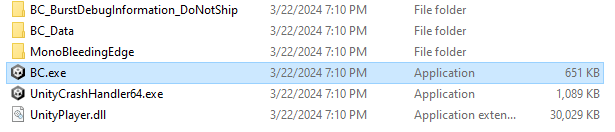 BC_BurstDebugInformation_DoNotShip 3/22/2024 7:10 PM File folder
BC_Data 3/22/2024 7:10 PM File folder
MonoBleedingEdge 3/22/2024 7:10 PM File folder
BC.exe 3/22/2024 7:10 PM Application 651 KB
UnityCrashHandler64.exe 3/22/2024 7:10 PM Application 1,089 KB
UnityPlayer.dll 3/22/2024 7:10 PM Application exten... 30,029 KB